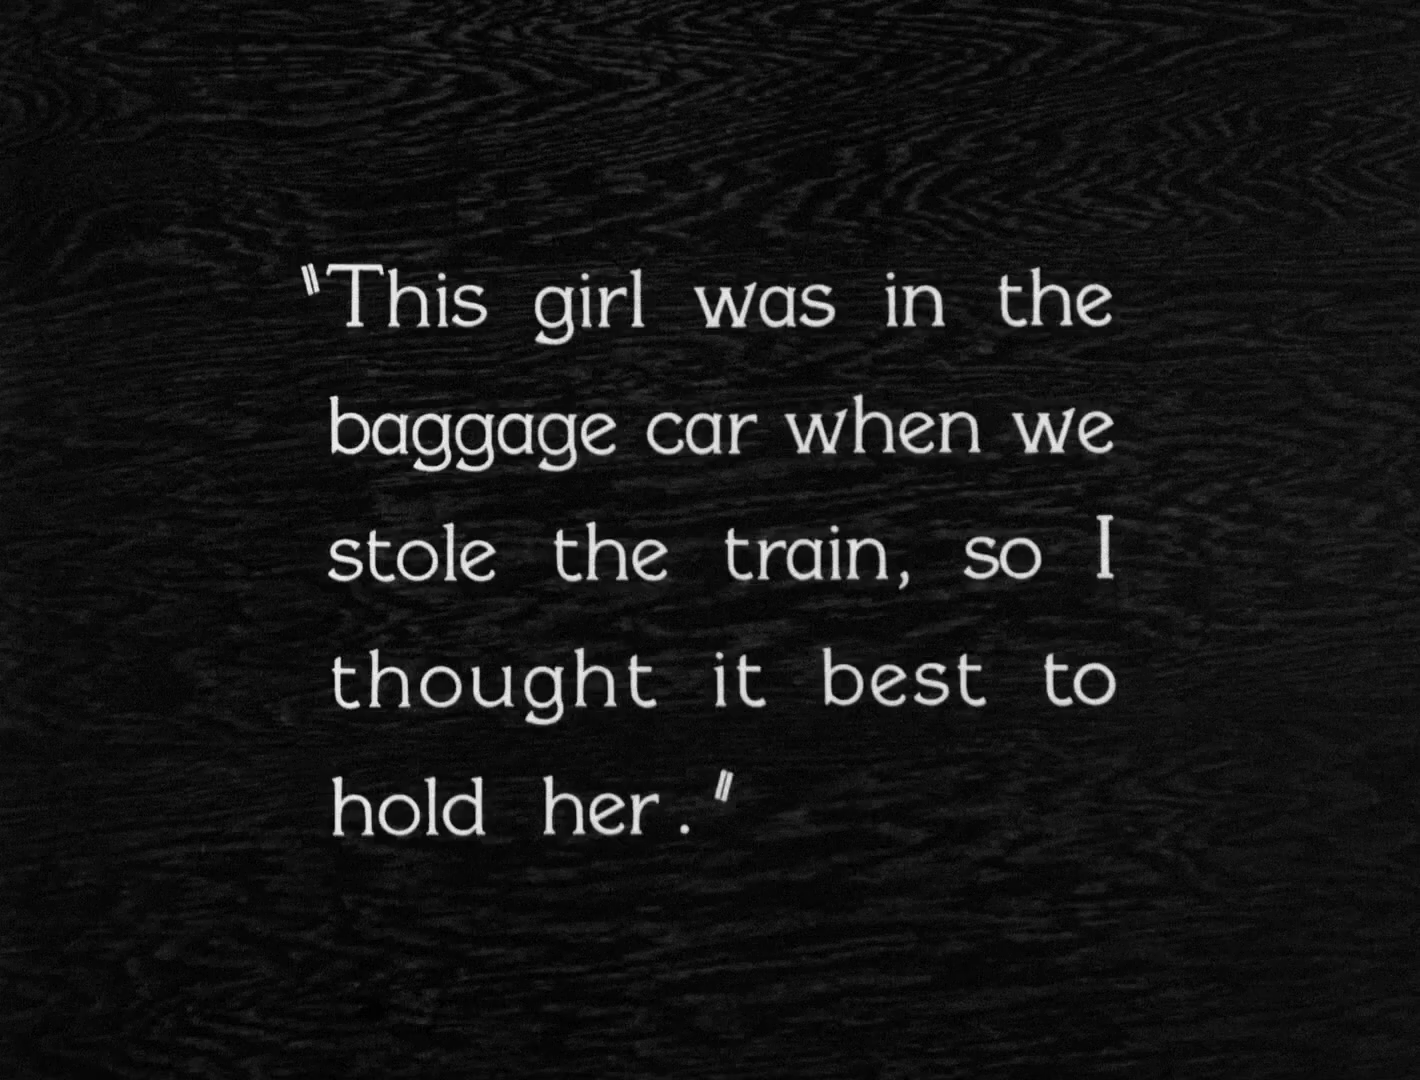 "This girl was in the
baggage car when we
stole the train, so I
thought it best to
hold her."